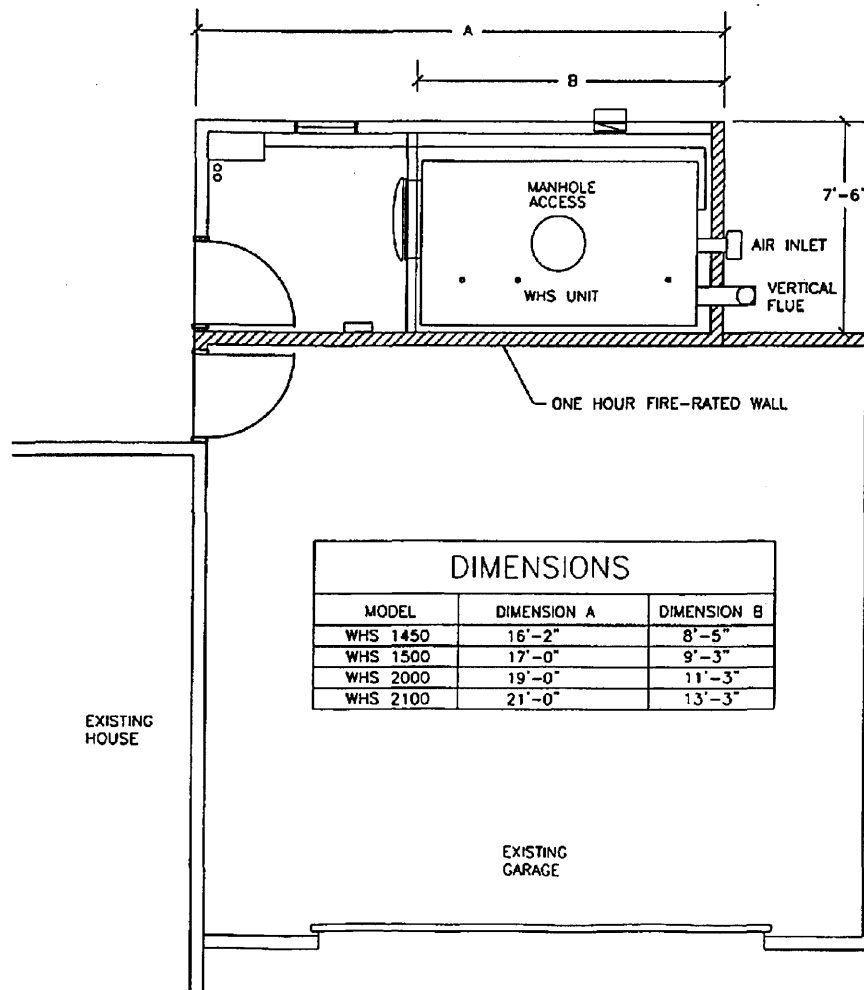 A
B
7'-6"
MANHOLE
ACCESS
AIR INLET
WHS UNIT
VERTICAL
FLUE
ONE HOUR FIRE-RATED WALL
DIMENSIONS
MODEL DIMENSION A DIMENSION B
WHS 1450 16'-2" 8'-5"
WHS 1500 17'-0" 9'-3"
WHS 2000 19'-0" 11'-3"
WHS 2100 21'-0" 13'-3"
EXISTING
HOUSE
EXISTING
GARAGE